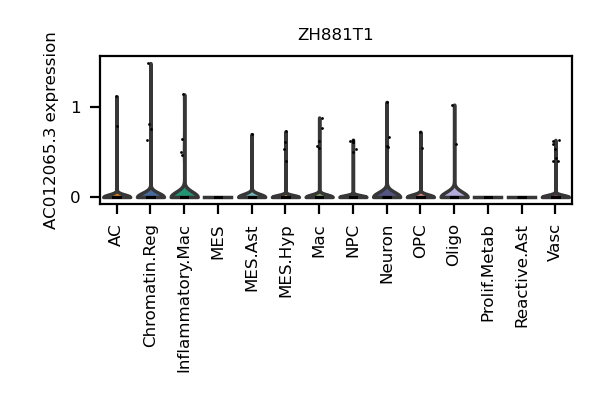 ZH881T1
AC012065.3 expression
1
0
AC
Chromatin.Reg
Inflammatory.Mac
MES
MES.Ast
MES.Hyp
Mac
NPC
Neuron
OPC
Oligo
Prolif.Metab
Reactive.Ast
Vasc